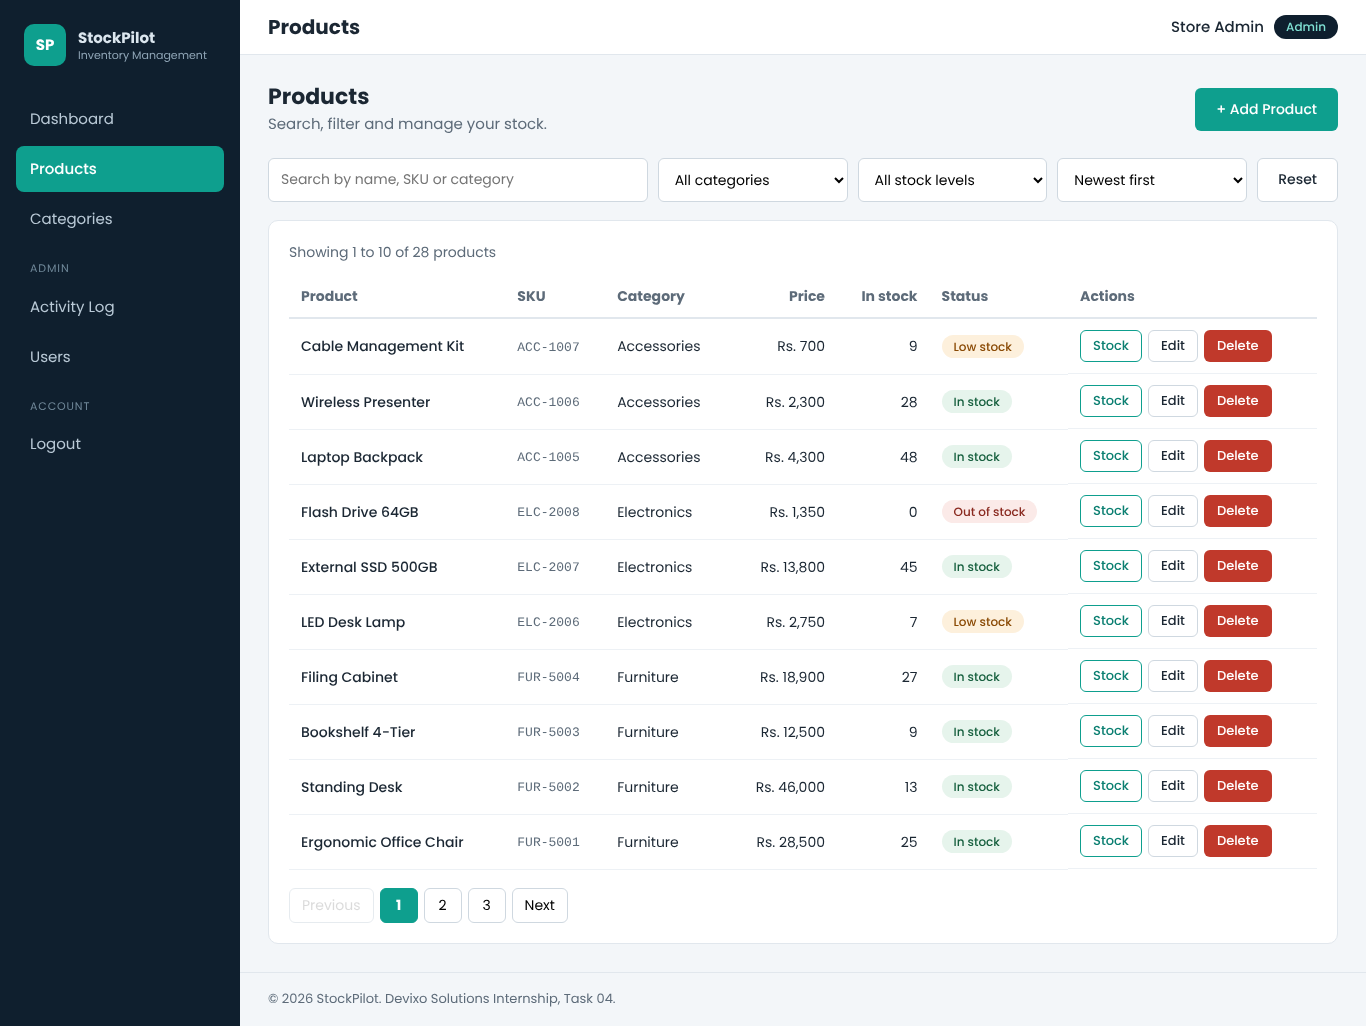 SP
StockPilot
Inventory Management
Dashboard
Products
Categories
ADMIN
Activity Log
Users
ACCOUNT
Logout
Products
Store Admin Admin
Products
Search, filter and manage your stock.
+ Add Product
Search by name, SKU or category All categories All stock levels Newest first Reset
Showing 1 to 10 of 28 products
Product SKU Category Price In stock Status Actions
Cable Management Kit ACC-1007 Accessories Rs. 700 9 Low stock Stock Edit Delete
Wireless Presenter ACC-1006 Accessories Rs. 2,300 28 In stock Stock Edit Delete
Laptop Backpack ACC-1005 Accessories Rs. 4,300 48 In stock Stock Edit Delete
Flash Drive 64GB ELC-2008 Electronics Rs. 1,350 0 Out of stock Stock Edit Delete
External SSD 500GB ELC-2007 Electronics Rs. 13,800 45 In stock Stock Edit Delete
LED Desk Lamp ELC-2006 Electronics Rs. 2,750 7 Low stock Stock Edit Delete
Filing Cabinet FUR-5004 Furniture Rs. 18,900 27 In stock Stock Edit Delete
Bookshelf 4-Tier FUR-5003 Furniture Rs. 12,500 9 In stock Stock Edit Delete
Standing Desk FUR-5002 Furniture Rs. 46,000 13 In stock Stock Edit Delete
Ergonomic Office Chair FUR-5001 Furniture Rs. 28,500 25 In stock Stock Edit Delete
Previous 1 2 3 Next
© 2026 StockPilot. Devixo Solutions Internship, Task 04.